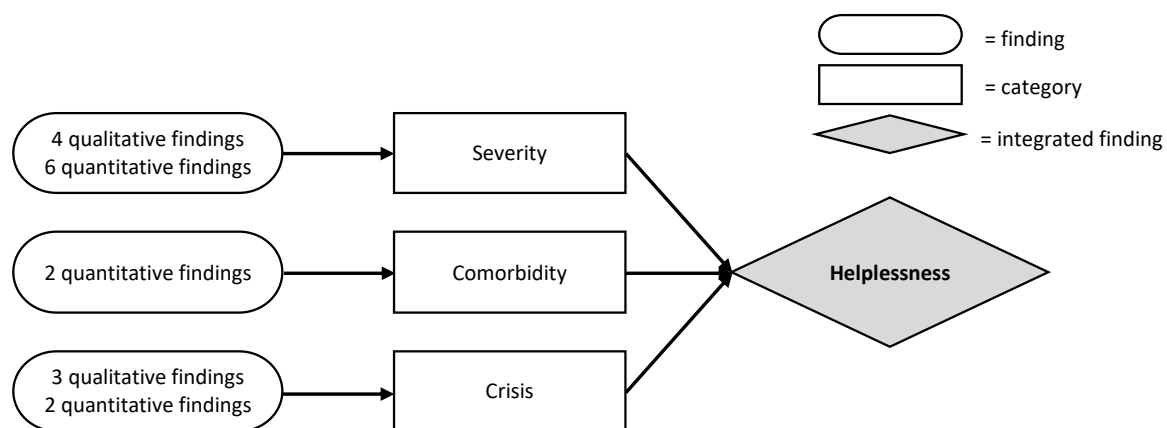 = finding
= category
= integrated finding
4 qualitative findings
6 quantitative findings
Severity
2 quantitative findings
Comorbidity
Helplessness
3 qualitative findings
2 quantitative findings
Crisis